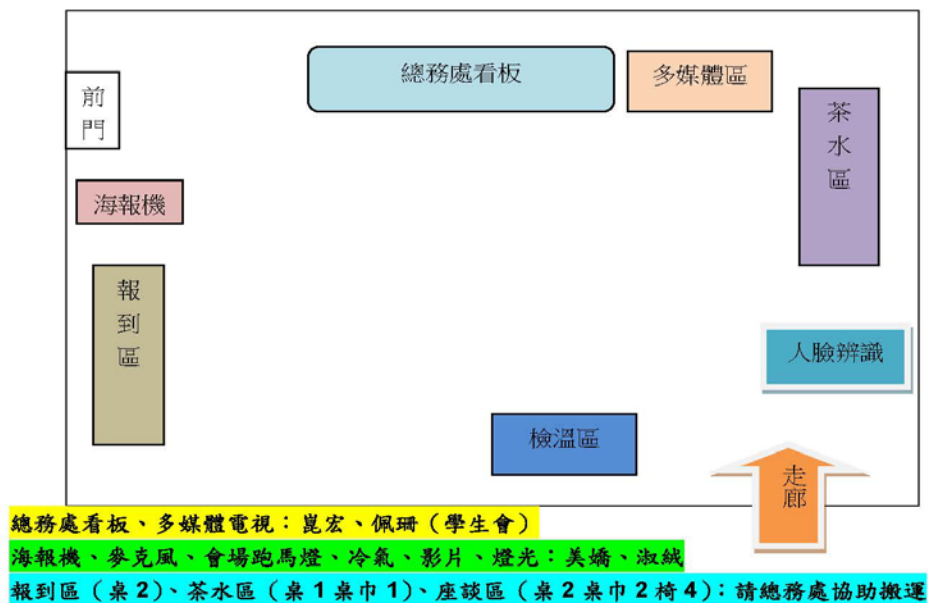 總務處看板
多媒體區
前門
茶水區
海報機
報到區
人臉辨識
檢溫區
走廊
總務處看板、多媒體電視：崑宏、佩珊（學生會）
海報機、麥克風、會場跑馬燈、冷氣、影片、燈光：美嬌、淑絨
報到區（桌2）、茶水區（桌1桌巾1）、座談區（桌2桌巾2椅4）：請總務處協助搬運